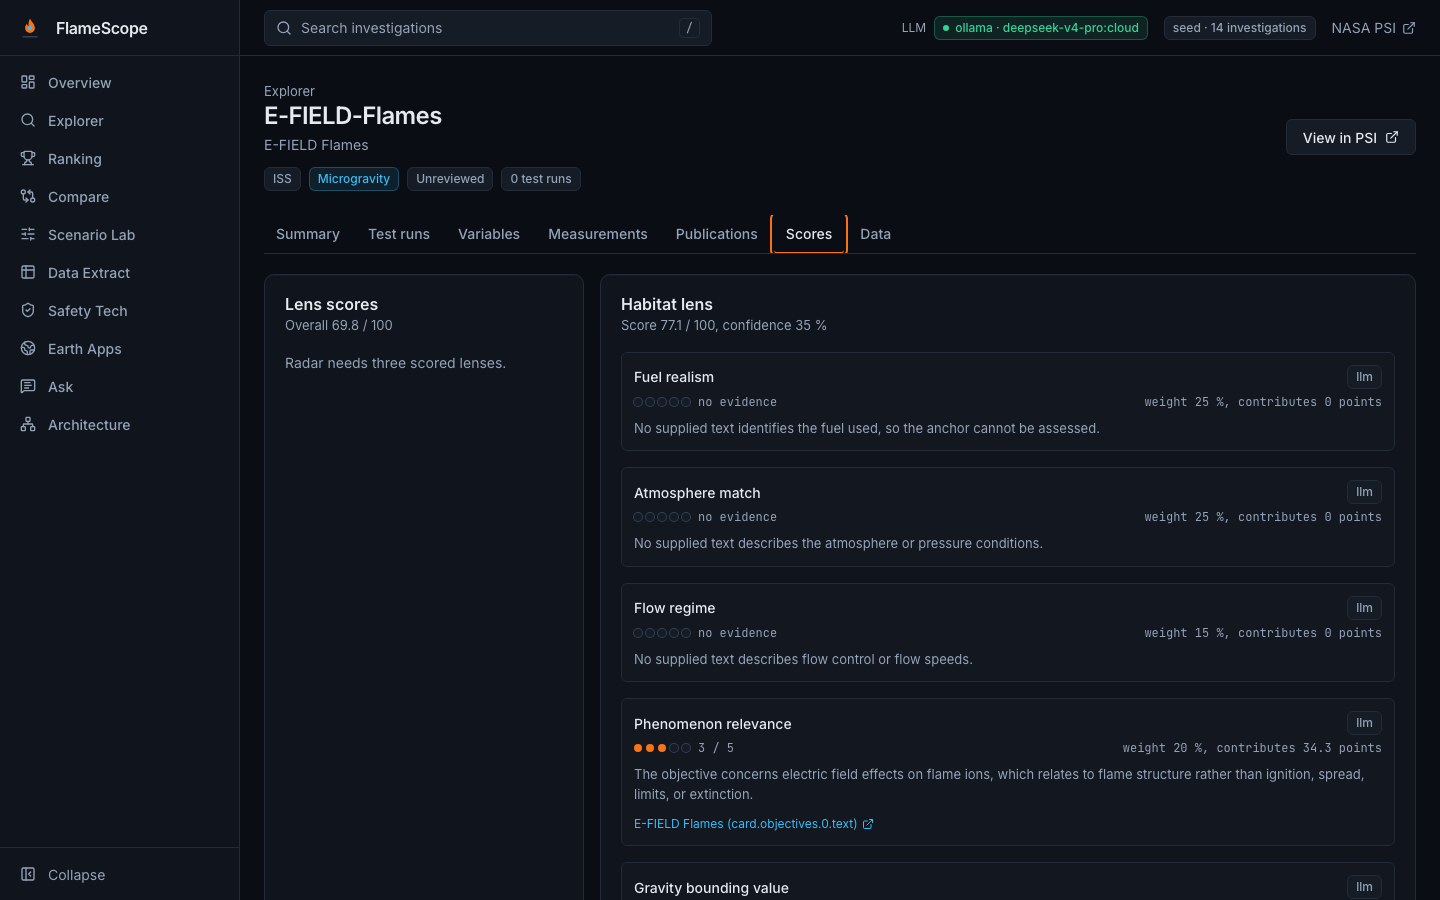 FlameScope
Search investigations
/
LLM
ollama · deepseek-v4-pro:cloud
seed · 14 investigations
NASA PSI
Overview
Explorer
Ranking
Compare
Scenario Lab
Data Extract
Safety Tech
Earth Apps
Ask
Architecture
Collapse
Explorer
E-FIELD-Flames
E-FIELD Flames
ISS
Microgravity
Unreviewed
0 test runs
View in PSI
Summary
Test runs
Variables
Measurements
Publications
Scores
Data
Lens scores
Overall 69.8 / 100
Radar needs three scored lenses.
Habitat lens
Score 77.1 / 100, confidence 35 %
Fuel realism
llm
no evidence
weight 25 %, contributes 0 points
No supplied text identifies the fuel used, so the anchor cannot be assessed.
Atmosphere match
llm
no evidence
weight 25 %, contributes 0 points
No supplied text describes the atmosphere or pressure conditions.
Flow regime
llm
no evidence
weight 15 %, contributes 0 points
No supplied text describes flow control or flow speeds.
Phenomenon relevance
llm
3 / 5
weight 20 %, contributes 34.3 points
The objective concerns electric field effects on flame ions, which relates to flame structure rather than ignition, spread,
limits, or extinction.
E-FIELD Flames (card.objectives.0.text)
Gravity bounding value
llm